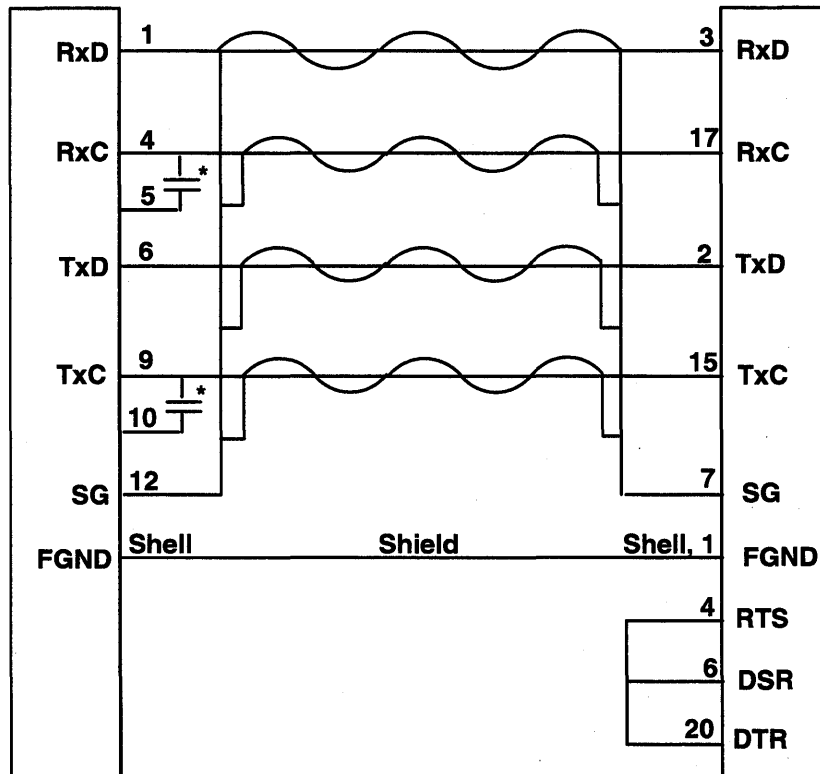 RxD 1 3 RxD
RxC 4 17 RxC
*
5
TxD 6 2 TxD
TxC 9 15 TxC
*
10
SG 12 7 SG
FGND Shell Shield Shell, 1 FGND
4 RTS
6 DSR
20 DTR